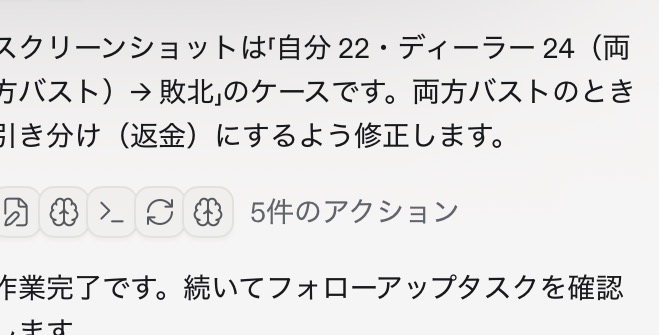 スクリーンショットは「自分 22・ディーラー 24（両
方バスト）→ 敗北」のケースです。両方バストのとき
引き分け（返金）にするよう修正します。
5件のアクション
作業完了です。続いてフォローアップタスクを確認
します